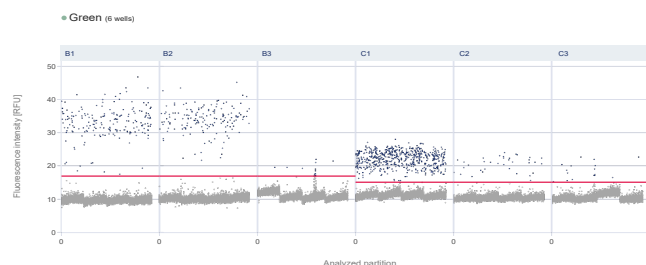 Green (6 wells)
B1 B2 B3 C1 C2 C3
Fluorescence intensity [RFU]
50
40
30
20
10
0
0 0 0 0 0 0
Analyzed partition